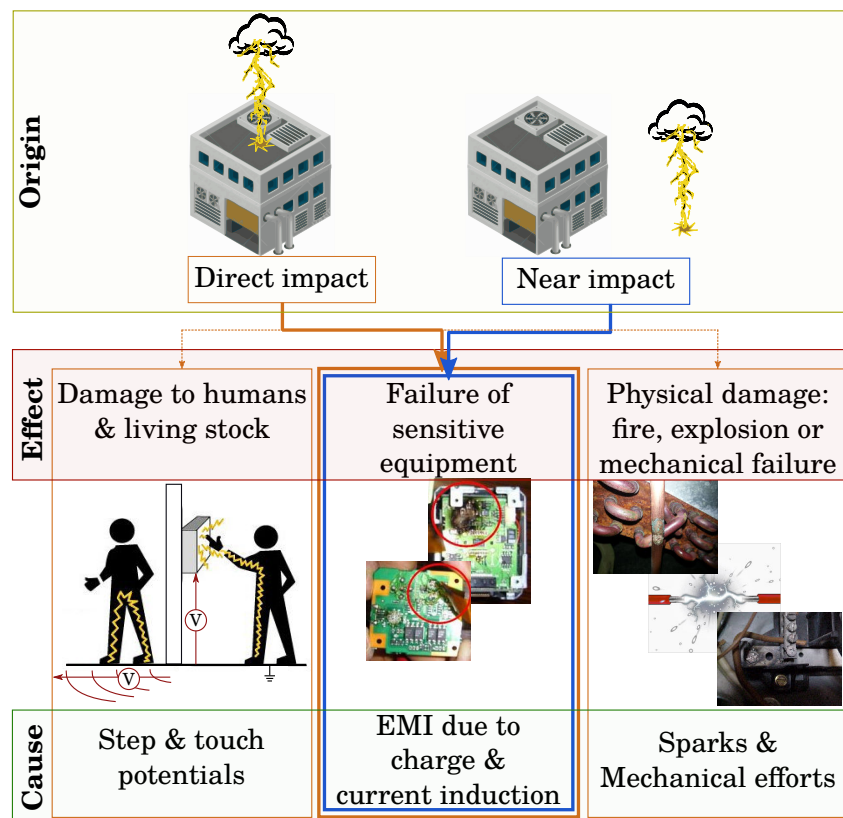 Origin
Direct impact
Near impact
Effect
Damage to humans
& living stock
Failure of
sensitive
equipment
Physical damage:
fire, explosion or
mechanical failure
V
V
Cause
Step & touch
potentials
EMI due to
charge &
current induction
Sparks &
Mechanical efforts